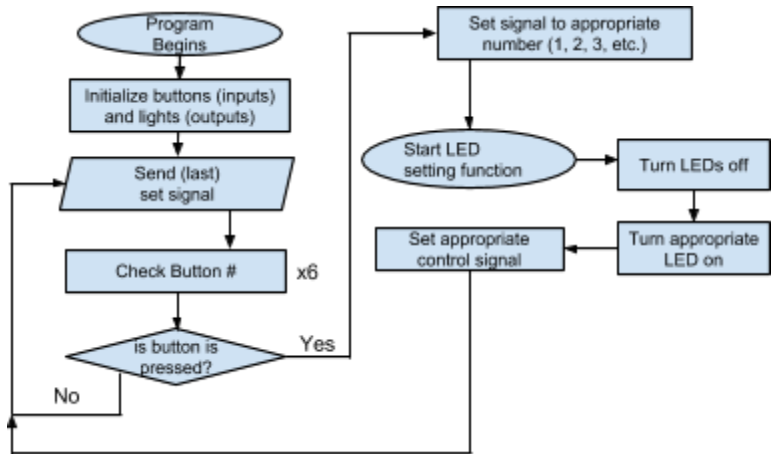 Program
Begins
Initialize buttons (inputs)
and lights (outputs)
Send (last)
set signal
Check Button #
x6
is button is
pressed?
Yes
No
Set signal to appropriate
number (1, 2, 3, etc.)
Start LED
setting function
Turn LEDs off
Turn appropriate
LED on
Set appropriate
control signal